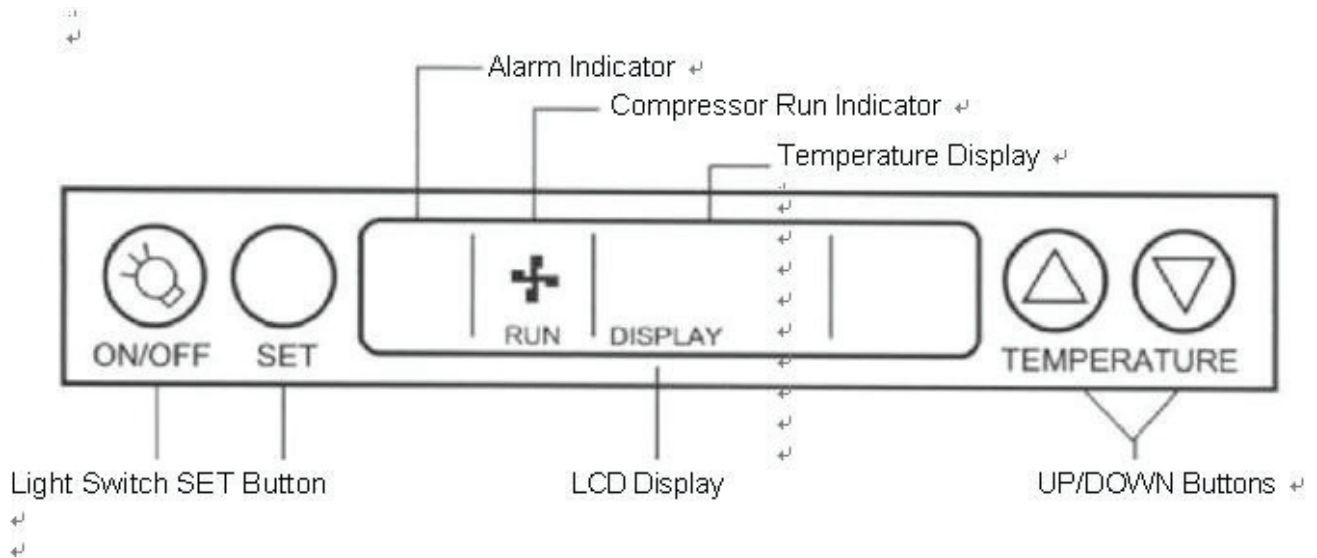 Alarm Indicator
Compressor Run Indicator
Temperature Display
RUN DISPLAY
ON/OFF SET TEMPERATURE
Light Switch SET Button LCD Display UP/DOWN Buttons